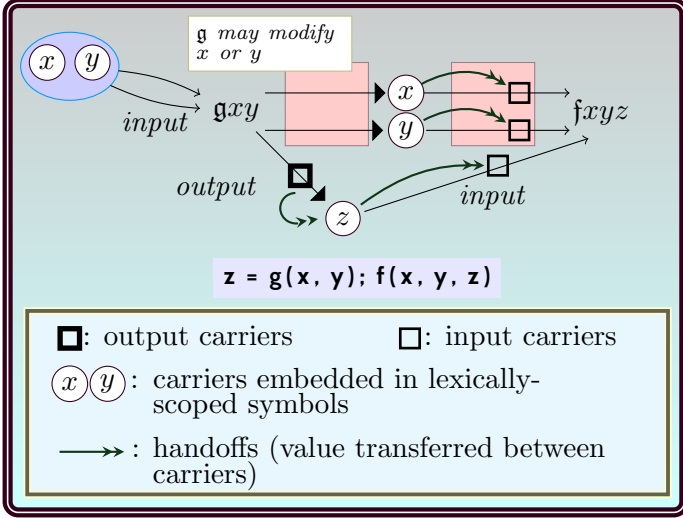 𝔤 may modify
x or y
x y
input
𝔤xy
x
y
𝔣xyz
output
input
z
z = g(x, y); f(x, y, z)
: output carriers
: input carriers
x y : carriers embedded in lexically-
scoped symbols
: handoffs (value transferred between
carriers)